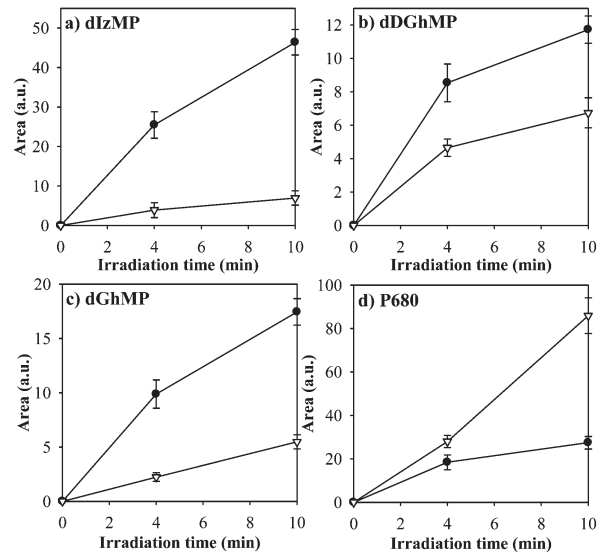 a) dIzMP
50
40
30
20
10
0
Area (a.u.)
0 2 4 6 8 10
Irradiation time (min)
b) dDGhMP
12
10
8
6
4
2
0
Area (a.u.)
0 2 4 6 8 10
Irradiation time (min)
c) dGhMP
20
15
10
5
0
Area (a.u.)
0 2 4 6 8 10
Irradiation time (min)
d) P680
100
80
60
40
20
0
Area (a.u.)
0 2 4 6 8 10
Irradiation time (min)